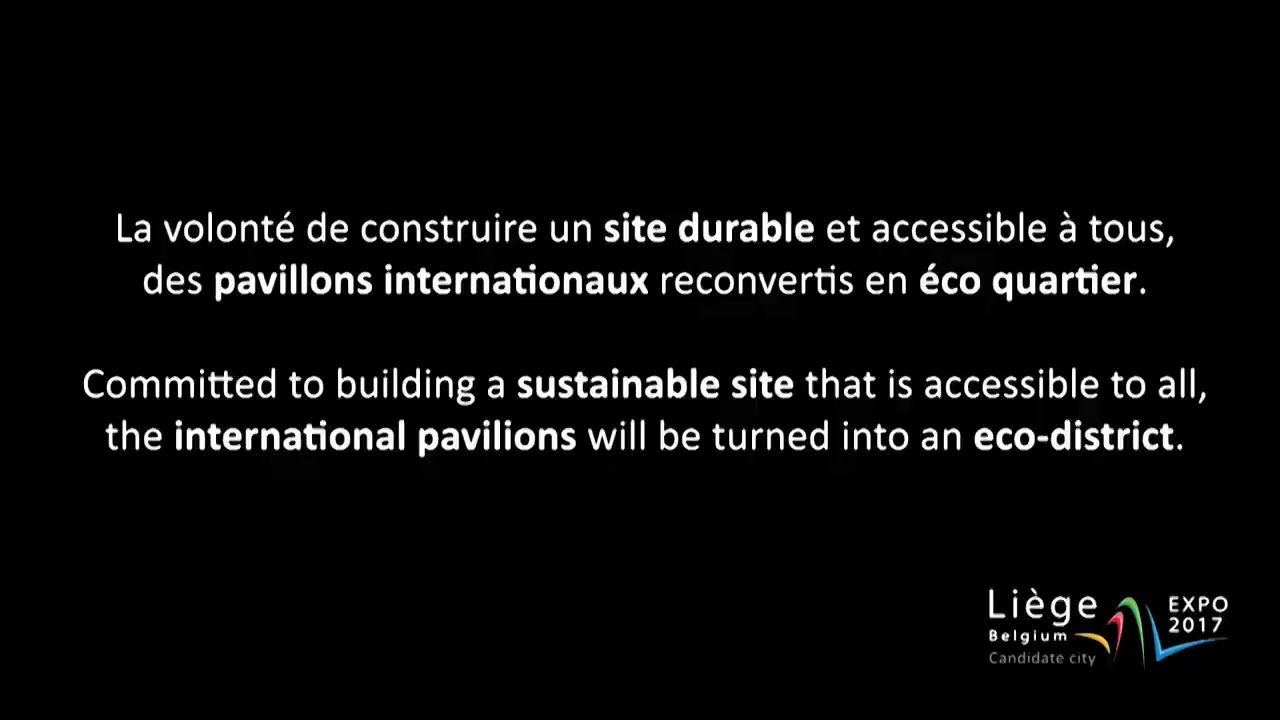 La volonté de construire un site durable et accessible à tous,
des pavillons internationaux reconvertis en éco quartier.
Committed to building a sustainable site that is accessible to all,
the international pavilions will be turned into an eco-district.
Liège
Belgium
Candidate city
EXPO
2017